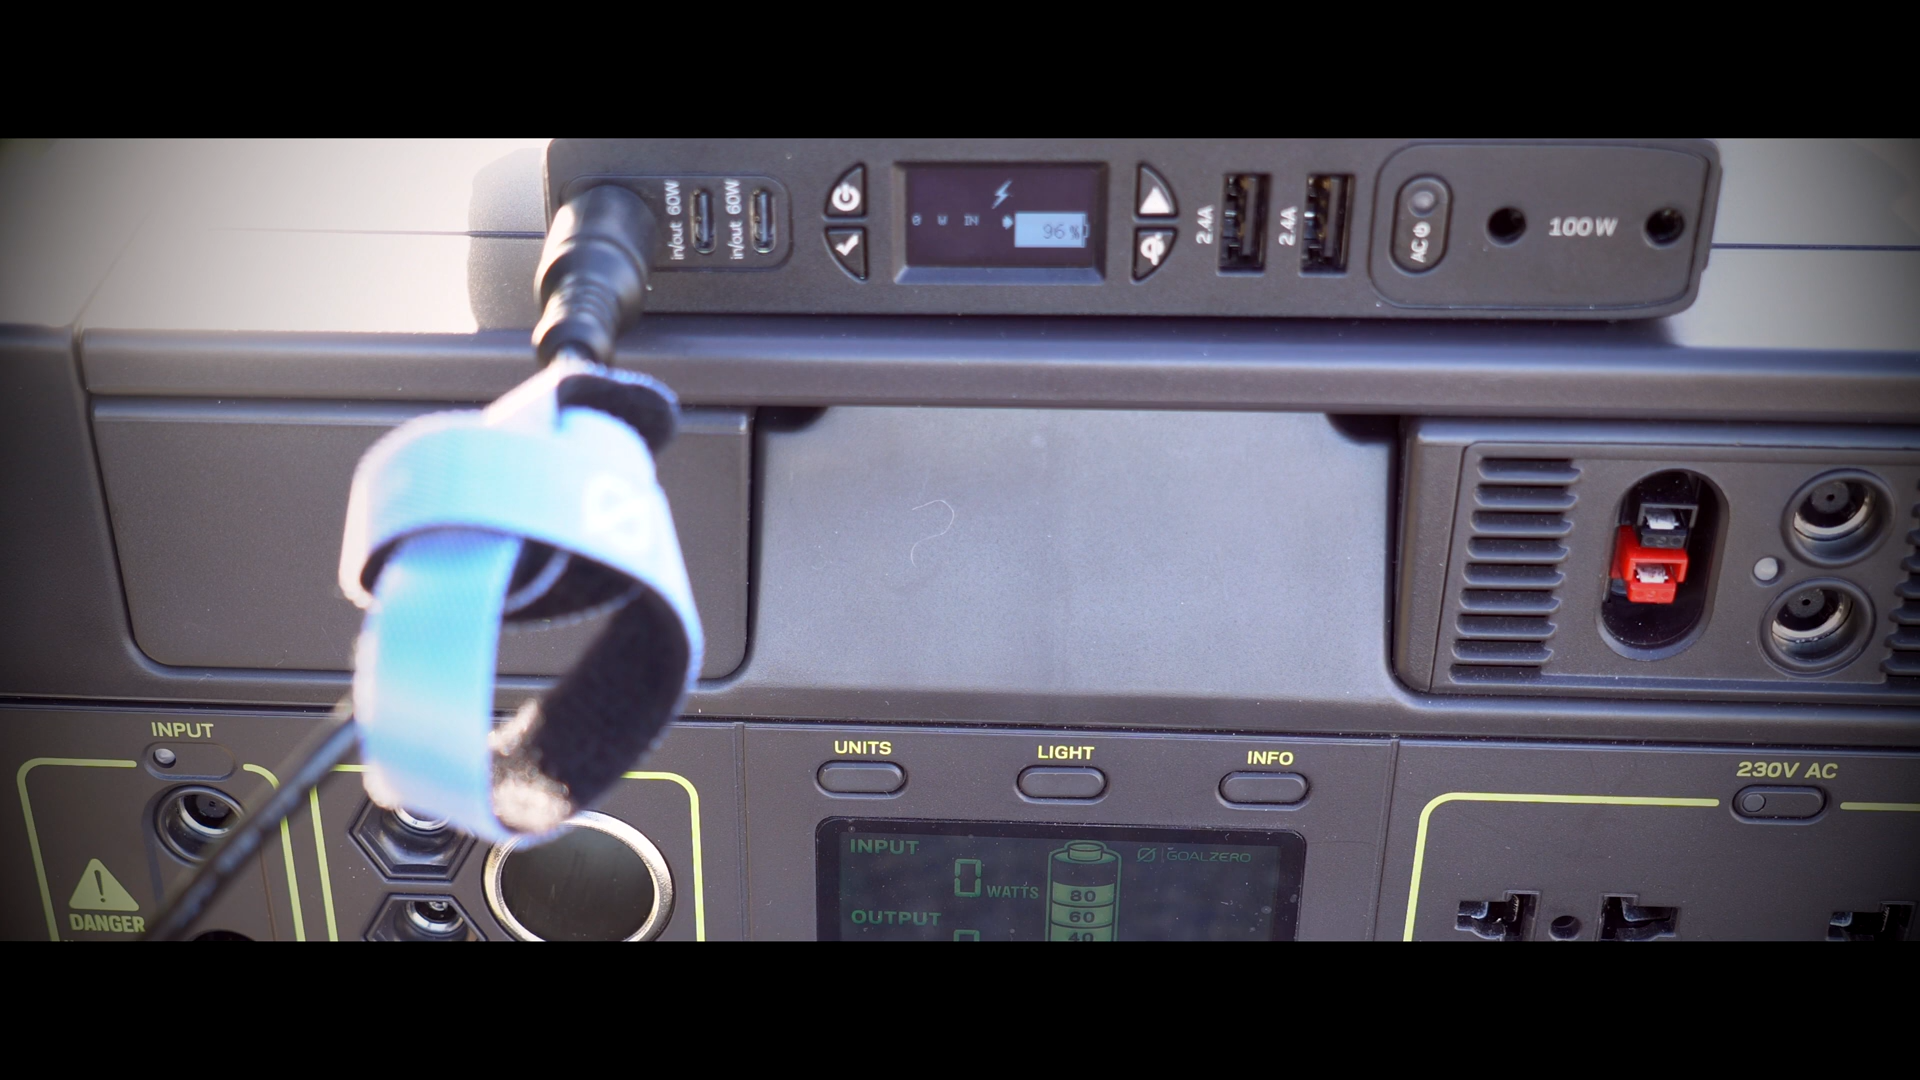 in/out 60W
in/out 60W
0 W IN
96%
2.4A
2.4A
AC
100W
INPUT
UNITS
LIGHT
INFO
230V AC
DANGER
INPUT
0 WATTS
80
60
40
GOALZERO
OUTPUT